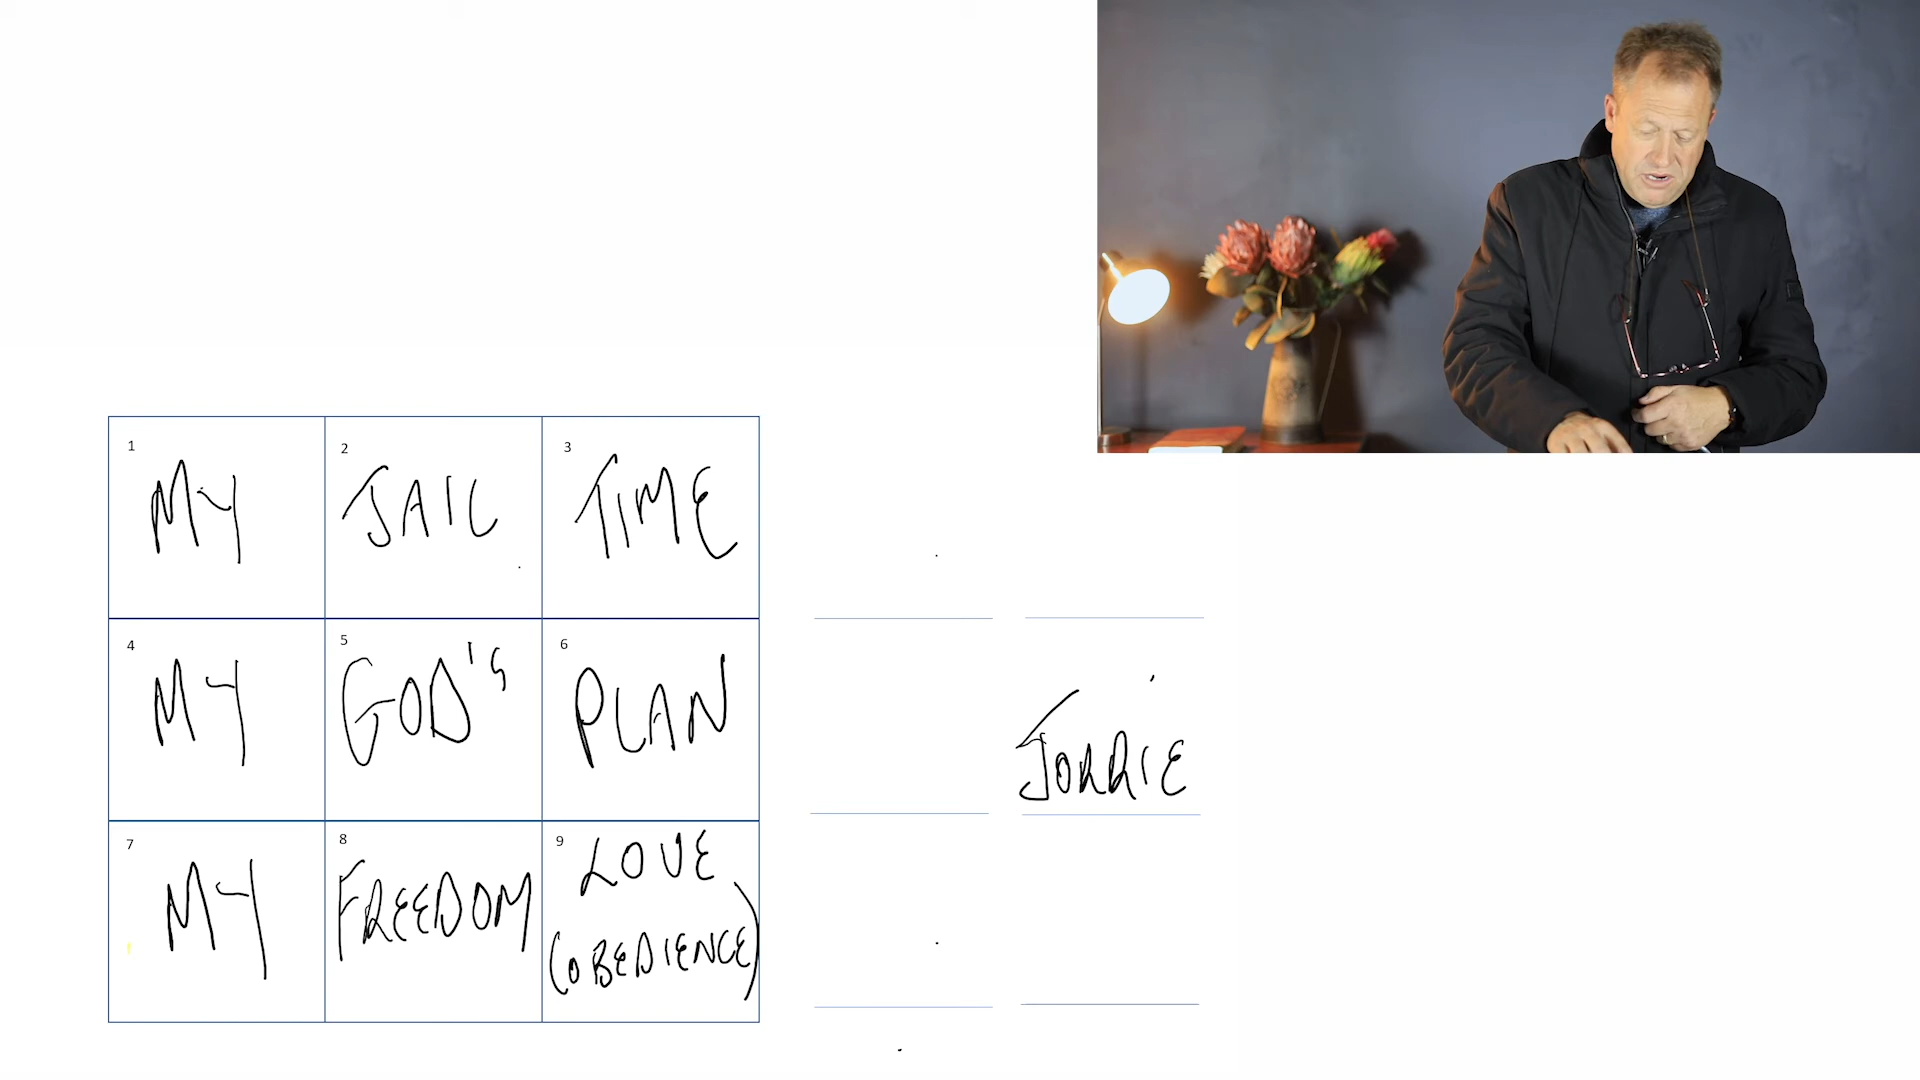 1
MY
2
JAIL
3
TIME
4
MY
5
GOD'S
6
PLAN
JORRIE
7
MY
8
FREEDOM
9
LOVE
(OBEDIENCE)